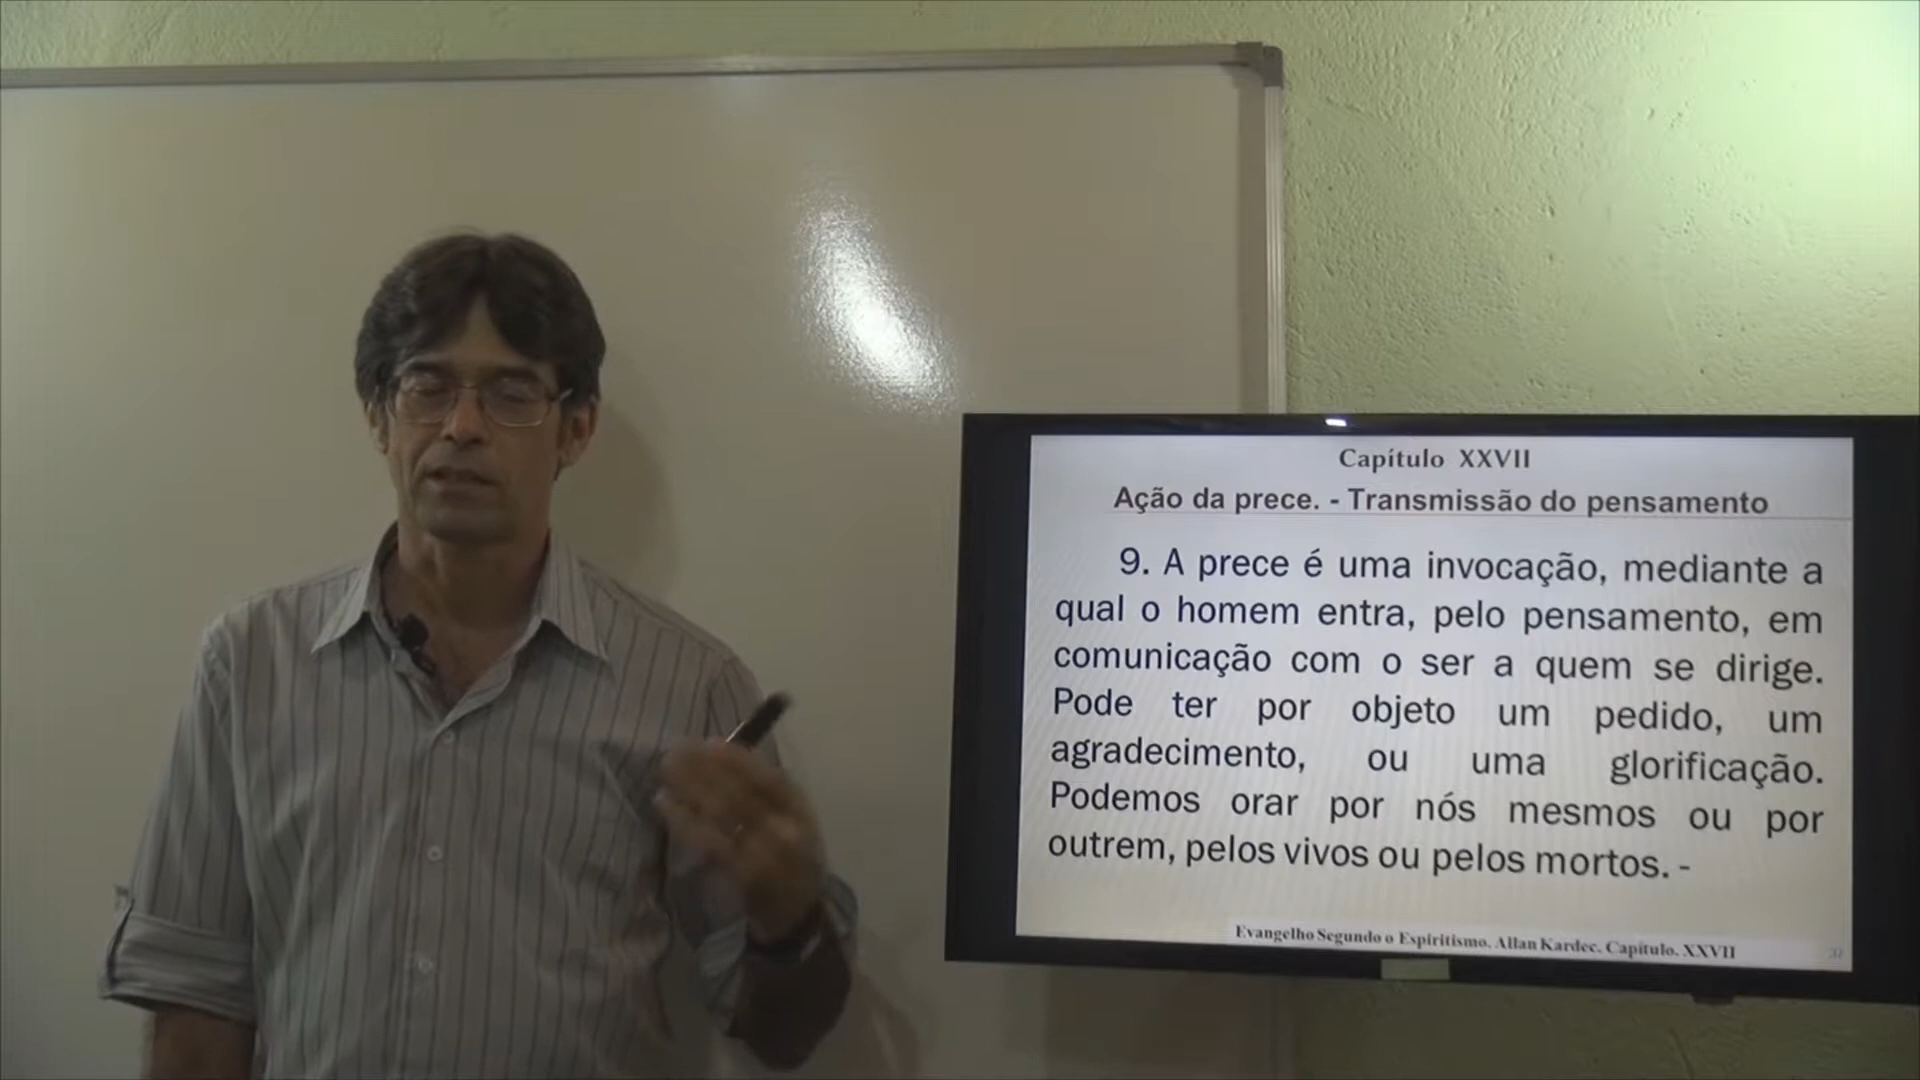 Capítulo XXVII
Ação da prece. - Transmissão do pensamento
9. A prece é uma invocação, mediante a
qual o homem entra, pelo pensamento, em
comunicação com o ser a quem se dirige.
Pode ter por objeto um pedido, um
agradecimento, ou uma glorificação.
Podemos orar por nós mesmos ou por
outrem, pelos vivos ou pelos mortos. -
Evangelho Segundo o Espiritismo. Allan Kardec. Capítulo. XXVII